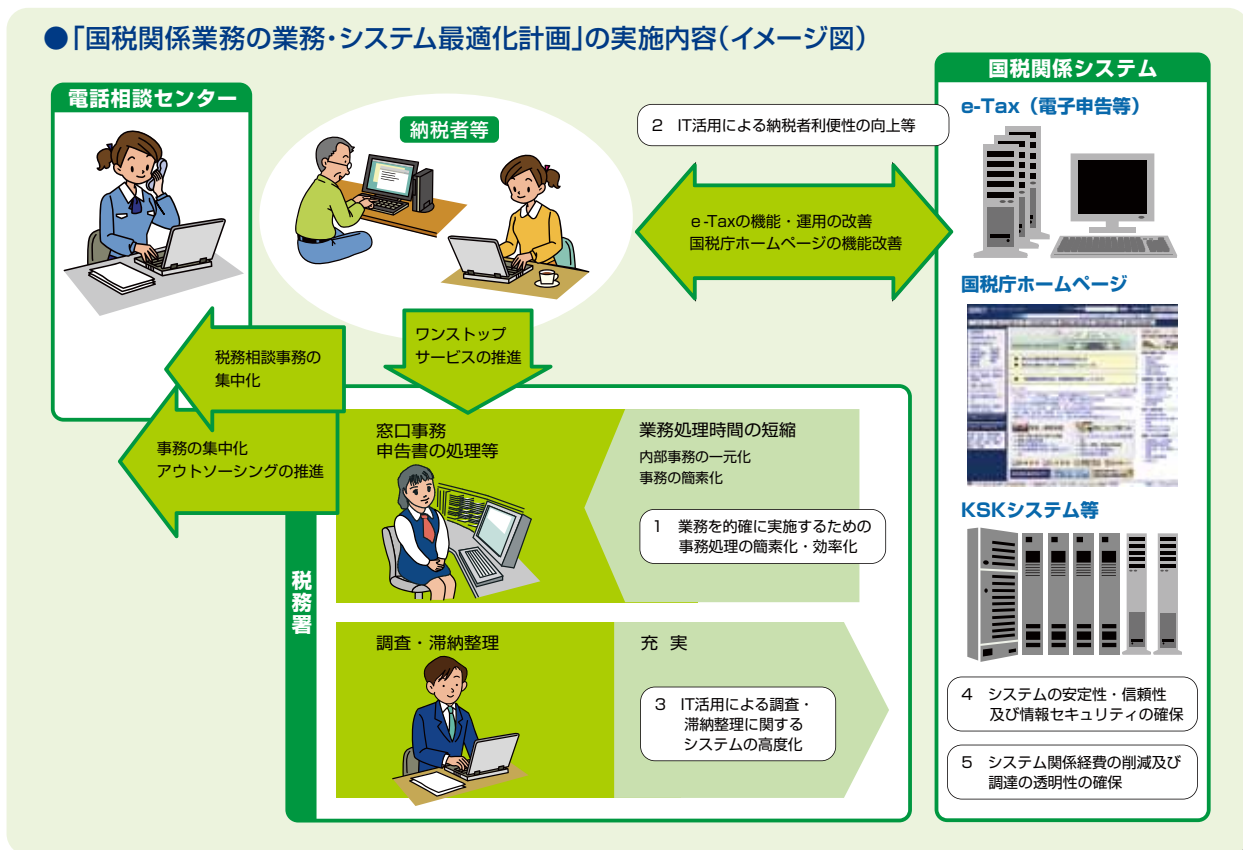 ●「国税関係業務の業務・システム最適化計画」の実施内容（イメージ図）
電話相談センター
納税者等
2 IT活用による納税者利便性の向上等
e-Taxの機能・運用の改善
国税庁ホームページの機能改善
国税関係システム
e-Tax（電子申告等）
国税庁ホームページ
KSKシステム等
4 システムの安定性・信頼性
及び情報セキュリティの確保
5 システム関係経費の削減及び
調達の透明性の確保
ワンストップ
サービスの推進
税務相談事務の
集中化
事務の集中化
アウトソーシングの推進
税務署
窓口事務
申告書の処理等
業務処理時間の短縮
内部事務の一元化
事務の簡素化
1 業務を的確に実施するための
事務処理の簡素化・効率化
調査・滞納整理
充 実
3 IT活用による調査・
滞納整理に関する
システムの高度化